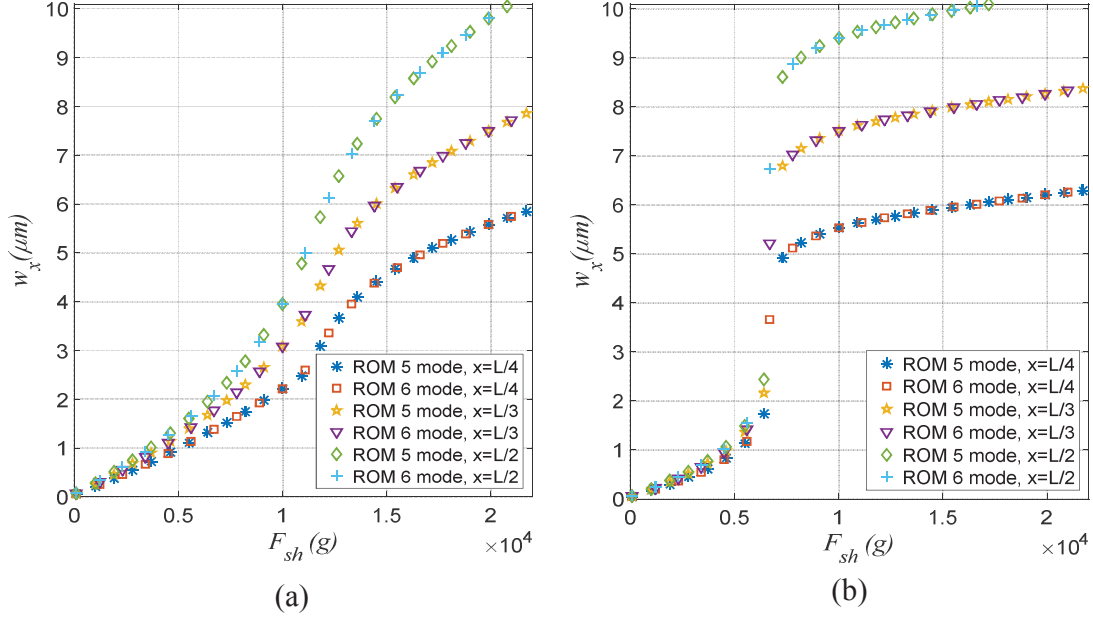 10
9
8
7
6
5
4
3
2
1
0
w_x(μm)
0 0.5 1 1.5 2
×10^4
F_sh (g)
ROM 5 mode, x=L/4
ROM 6 mode, x=L/4
ROM 5 mode, x=L/3
ROM 6 mode, x=L/3
ROM 5 mode, x=L/2
ROM 6 mode, x=L/2
(a)
10
9
8
7
6
5
4
3
2
1
0
w_x(μm)
0 0.5 1 1.5 2
×10^4
F_sh (g)
ROM 5 mode, x=L/4
ROM 6 mode, x=L/4
ROM 5 mode, x=L/3
ROM 6 mode, x=L/3
ROM 5 mode, x=L/2
ROM 6 mode, x=L/2
(b)